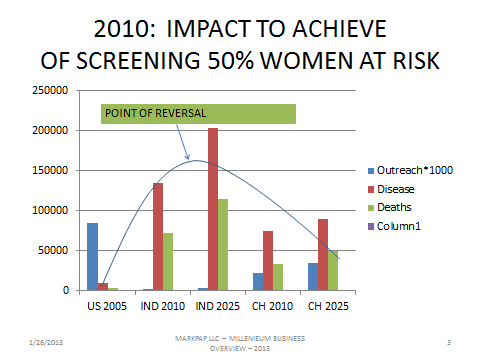 2010:  IMPACT TO ACHIEVE
OF SCREENING 50% WOMEN AT RISK
250000
200000
150000
100000
50000
0
POINT OF REVERSAL
US 2005
IND 2010
IND 2025
CH 2010
CH 2025
Outreach*1000
Disease
Deaths
Column1
1/26/2013
MARKPAP LLC – MILLENIEUM BUSINESS
OVERVIEW – 2013
3